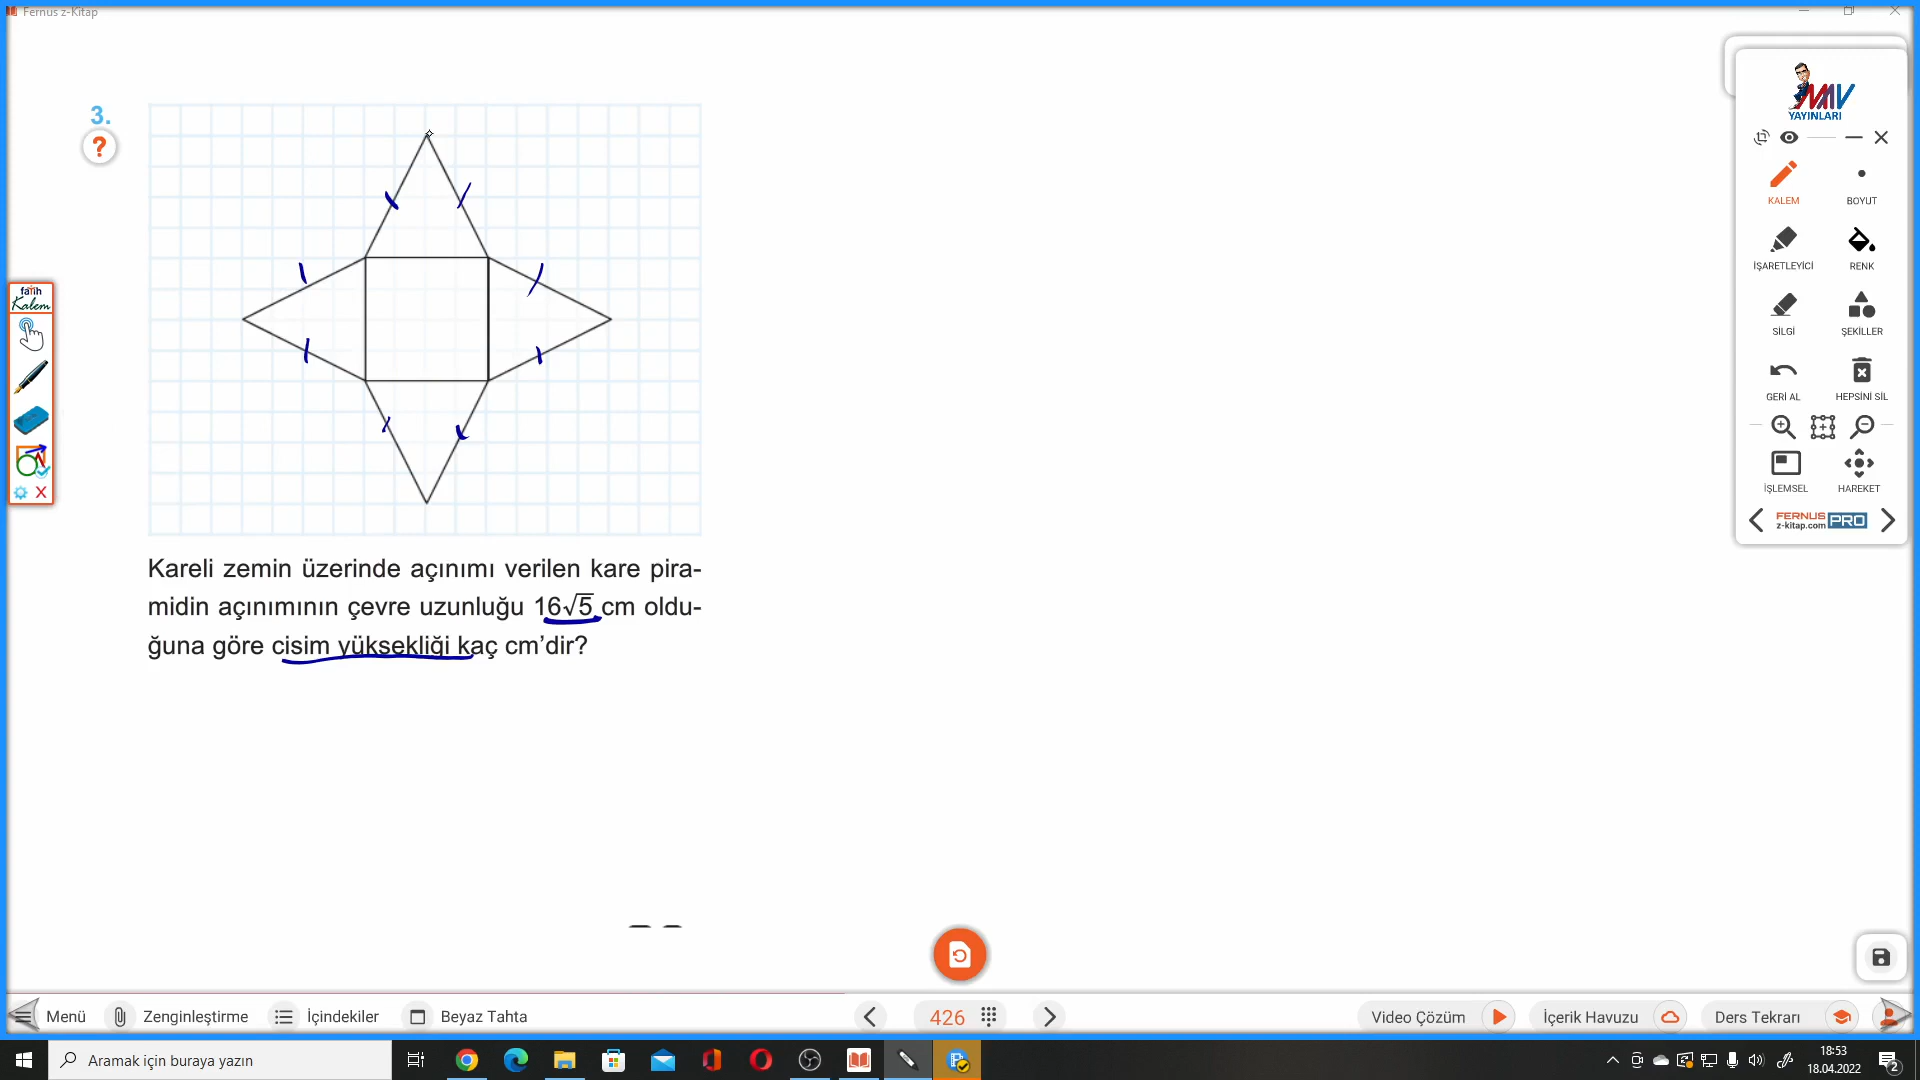 Fernus z-Kitap
3.
?
Kareli zemin üzerinde açınımı verilen kare pira-
midin açınımının çevre uzunluğu 16√5 cm oldu-
ğuna göre cisim yüksekliği kaç cm’dir?
fatih
Kalem
MAV
YAYINLARI
KALEM BOYUT
İŞARETLEYİCİ RENK
SİLGİ ŞEKİLLER
GERİ AL HEPSİNİ SİL
İŞLEMSEL HAREKET
FERNUS
z-kitap.com PRO
Menü Zenginleştirme İçindekiler Beyaz Tahta 426 Video Çözüm İçerik Havuzu Ders Tekrarı
Aramak için buraya yazın
18:53
18.04.2022
2